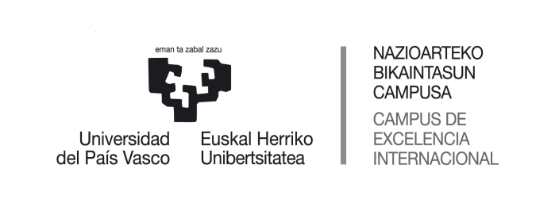 eman ta zabal zazu
Universidad
del País Vasco
Euskal Herriko
Unibertsitatea
NAZIOARTEKO
BIKAINTASUN
CAMPUSA
CAMPUS DE
EXCELENCIA
INTERNACIONAL